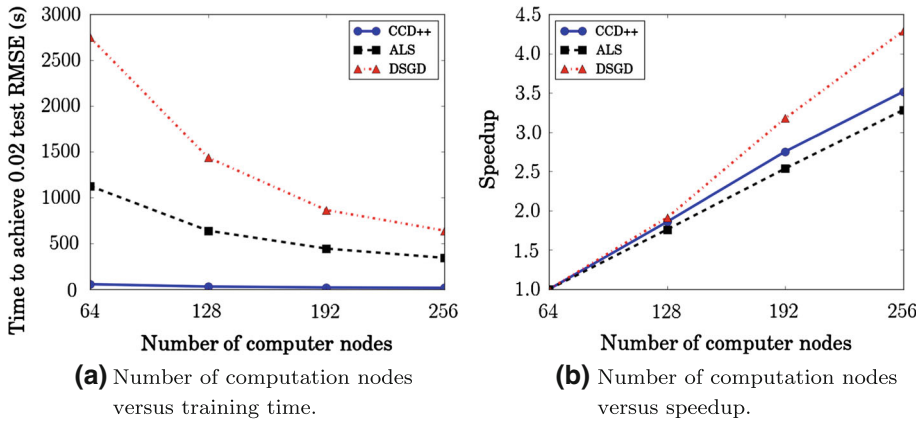 Time to achieve 0.02 test RMSE (s)
3000
2500
2000
1500
1000
500
0
64
128
192
256
Number of computer nodes
CCD++
ALS
DSGD
(a) Number of computation nodes
versus training time.
Speedup
4.5
4.0
3.5
3.0
2.5
2.0
1.5
1.0
64
128
192
256
Number of computer nodes
CCD++
ALS
DSGD
(b) Number of computation nodes
versus speedup.